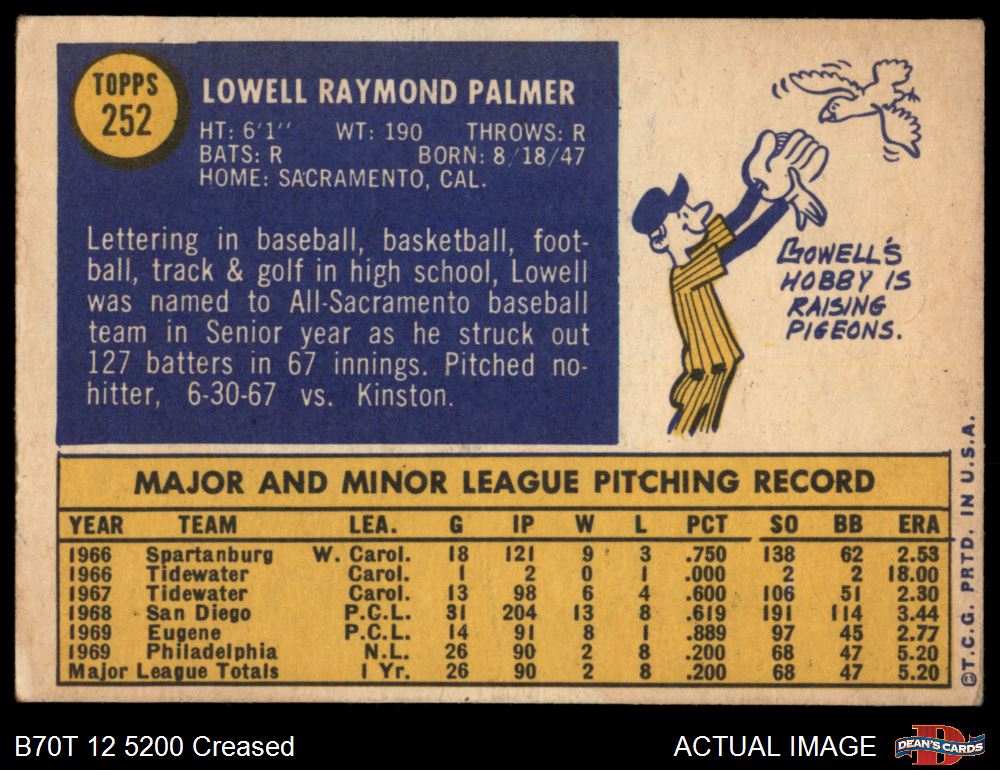 TOPPS
252
LOWELL RAYMOND PALMER
HT: 6'1" WT: 190 THROWS: R
BATS: R BORN: 8/18/47
HOME: SACRAMENTO, CAL.
Lettering in baseball, basketball, foot-
ball, track & golf in high school, Lowell
was named to All-Sacramento baseball
team in Senior year as he struck out
127 batters in 67 innings. Pitched no-
hitter, 6-30-67 vs. Kinston.
LOWELL'S
HOBBY IS
RAISING
PIGEONS.
MAJOR AND MINOR LEAGUE PITCHING RECORD
YEAR TEAM LEA. G IP W L PCT SO BB ERA
1966 Spartanburg W. Carol. 18 121 9 3 .750 138 62 2.53
1966 Tidewater Carol. 1 2 0 1 .000 2 2 18.00
1967 Tidewater Carol. 13 98 6 4 .600 106 51 2.30
1968 San Diego P.C.L. 31 204 13 8 .619 191 114 3.44
1969 Eugene P.C.L. 14 91 8 1 .889 97 45 2.77
1969 Philadelphia N.L. 26 90 2 8 .200 68 47 5.20
Major League Totals 1 Yr. 26 90 2 8 .200 68 47 5.20
©T.C.G. PRTD. IN U.S.A.
B70T 12 5200 Creased
ACTUAL IMAGE
D
DEAN'S CARDS